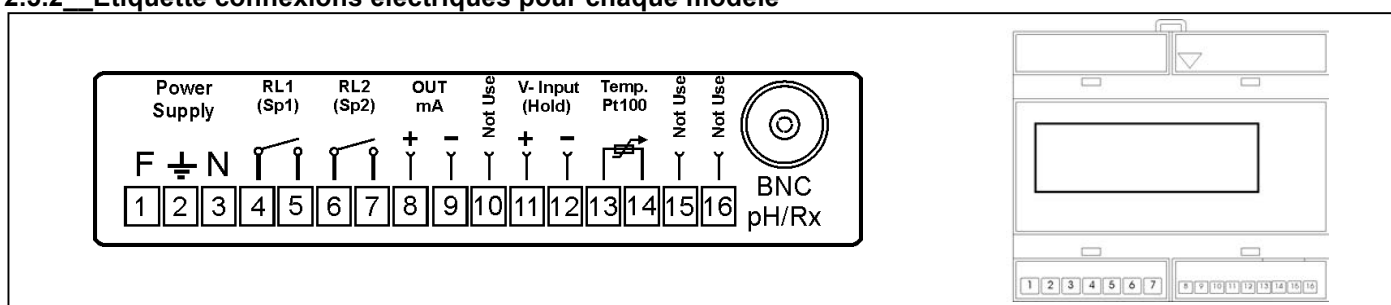 2.3.2__Etiquette connexions électriques pour chaque modèle
Power Supply
RL1 (Sp1)
RL2 (Sp2)
OUT mA
Not Use
V- Input (Hold)
Temp. Pt100
Not Use
Not Use
F N
+ −
+ −
1 2 3 4 5 6 7 8 9 10 11 12 13 14 15 16
BNC
pH/Rx
1 2 3 4 5 6 7
8 9 10 11 12 13 14 15 16